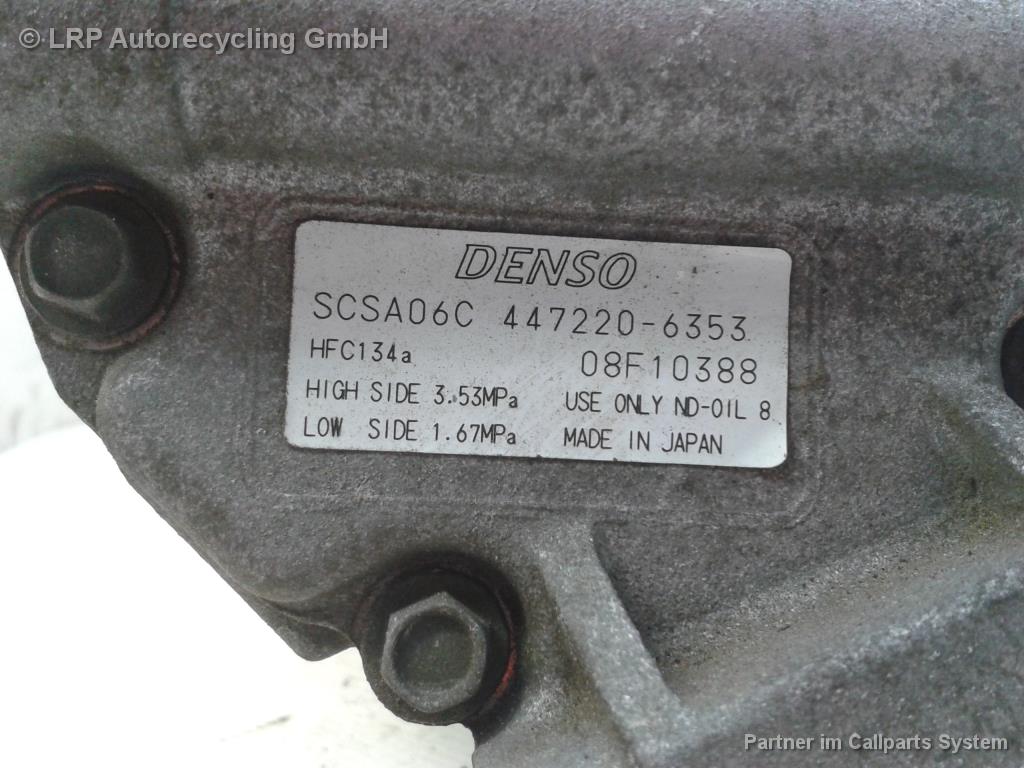 © LRP Autorecycling GmbH
DENSO
SCSA06C 447220-6353
HFC134a 08F10388
HIGH SIDE 3.53MPa USE ONLY ND-OIL 8
LOW SIDE 1.67MPa MADE IN JAPAN
Partner im Callparts System